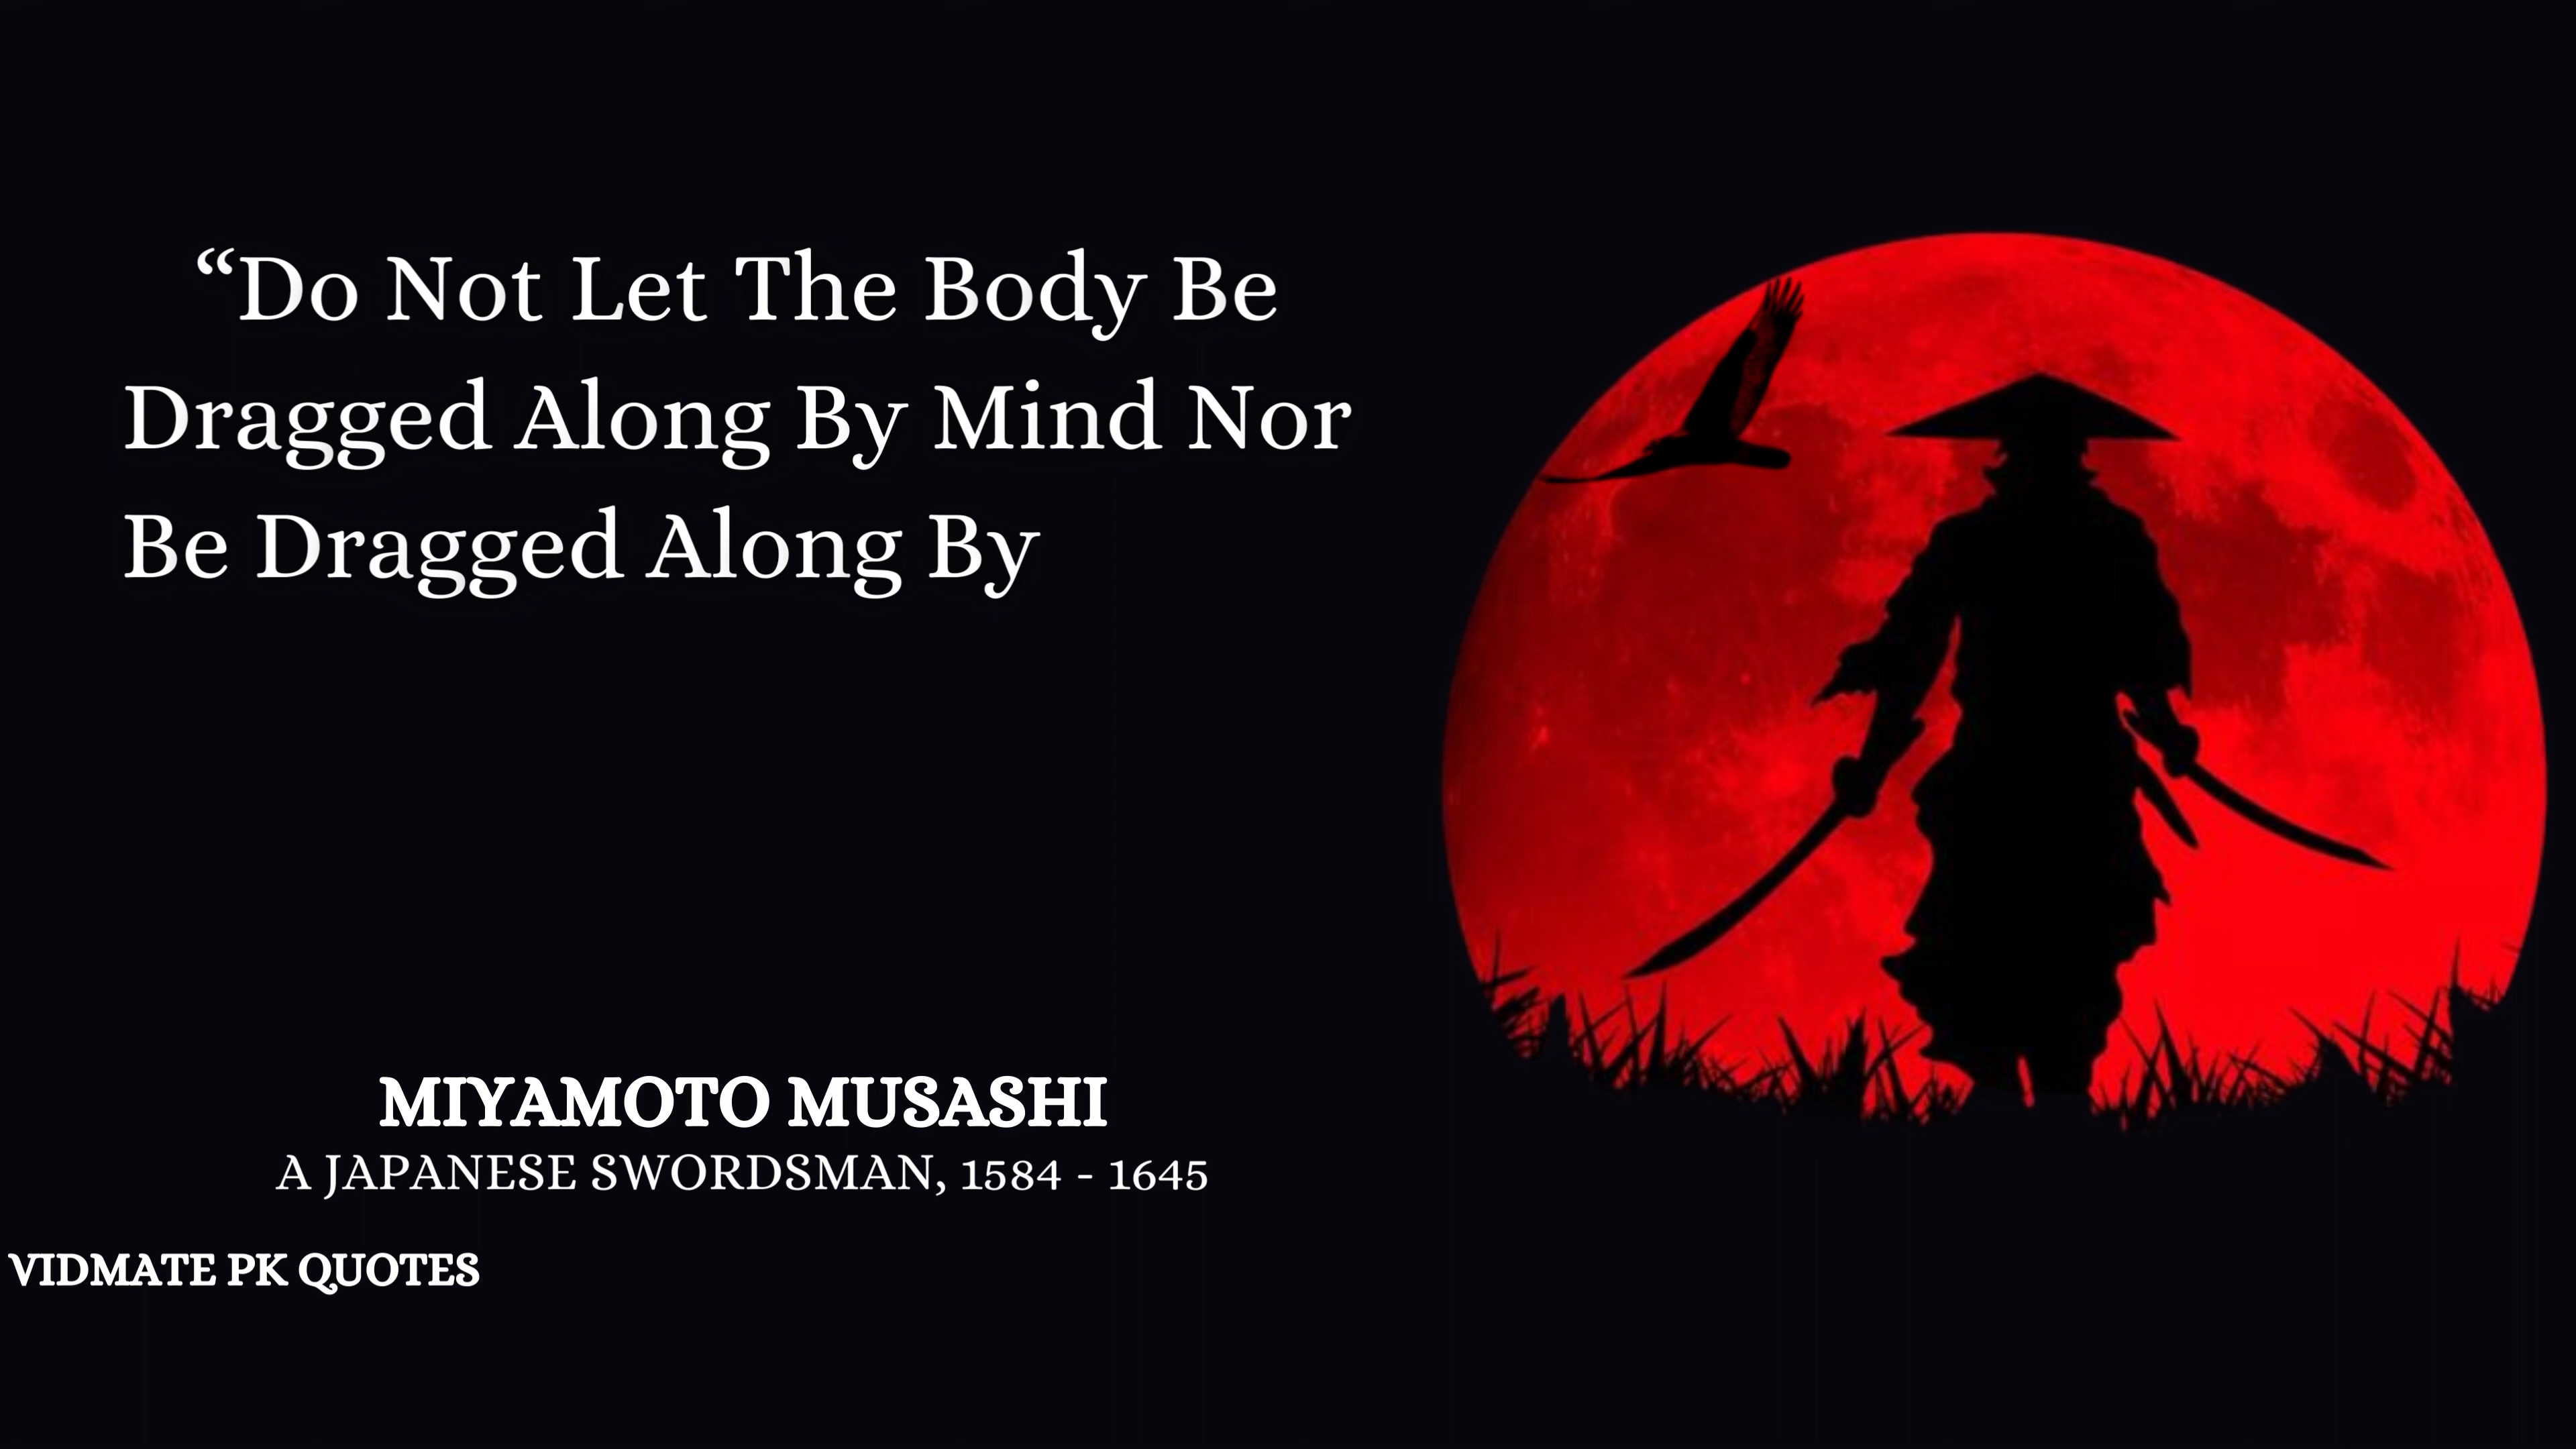 “Do Not Let The Body Be
Dragged Along By Mind Nor
Be Dragged Along By
MIYAMOTO MUSASHI
A JAPANESE SWORDSMAN, 1584 - 1645
VIDMATE PK QUOTES